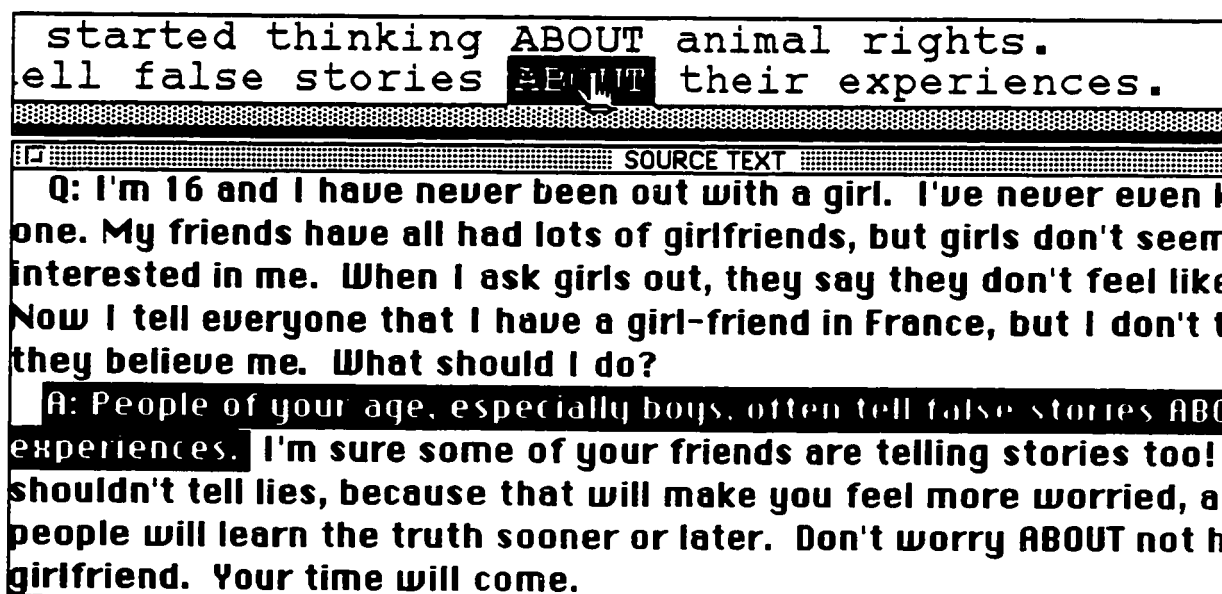 started thinking ABOUT animal rights.
ell false stories ABOUT their experiences.
SOURCE TEXT
Q: I'm 16 and I have never been out with a girl. I've never even
one. My friends have all had lots of girlfriends, but girls don't seem
interested in me. When I ask girls out, they say they don't feel like
Now I tell everyone that I have a girl-friend in France, but I don't t
they believe me. What should I do?
A: People of your age, especially boys, often tell false stories ABO
experiences. I'm sure some of your friends are telling stories too!
shouldn't tell lies, because that will make you feel more worried, a
people will learn the truth sooner or later. Don't worry ABOUT not h
girlfriend. Your time will come.